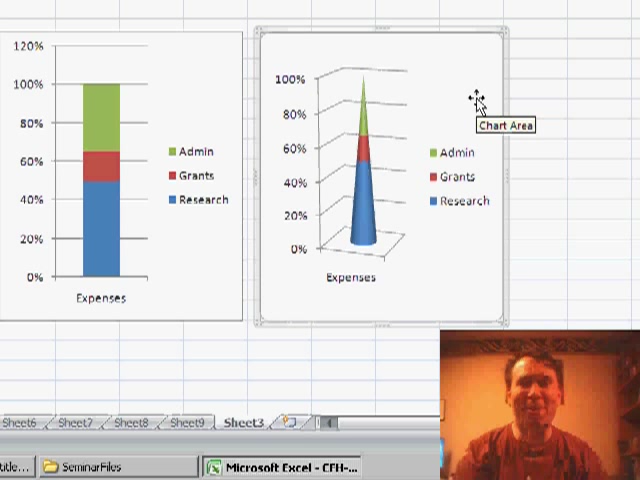 120%
100%
80%
60%
40%
20%
0%
Admin
Grants
Research
Expenses
100%
80%
60%
40%
20%
0%
Admin
Grants
Research
Expenses
Chart Area
Sheet6 Sheet7 Sheet8 Sheet9 Sheet3
title... SeminarFiles Microsoft Excel - CFH-...